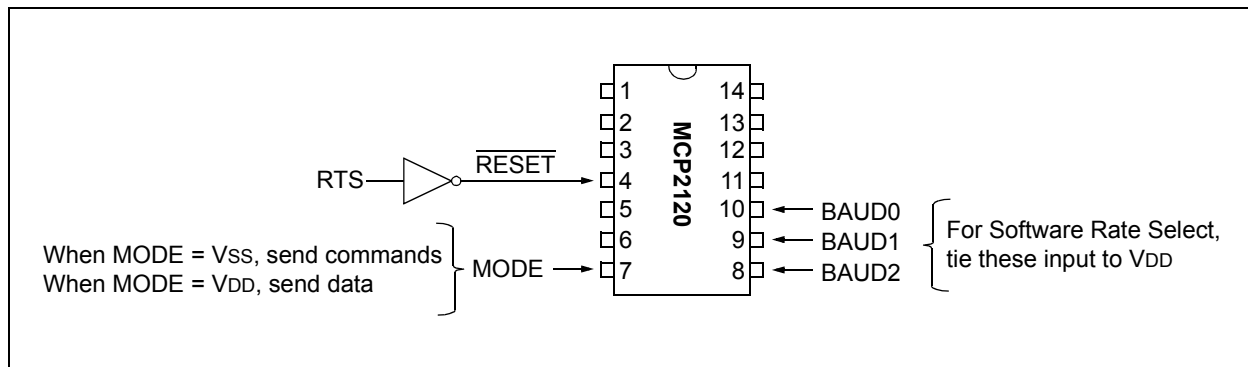 1 14
2 13
3 12
RTS RESET 4 11
5 10 BAUD0
6 9 BAUD1
7 8 BAUD2
MCP2120
When MODE = VSS, send commands
When MODE = VDD, send data
MODE
For Software Rate Select,
tie these input to VDD